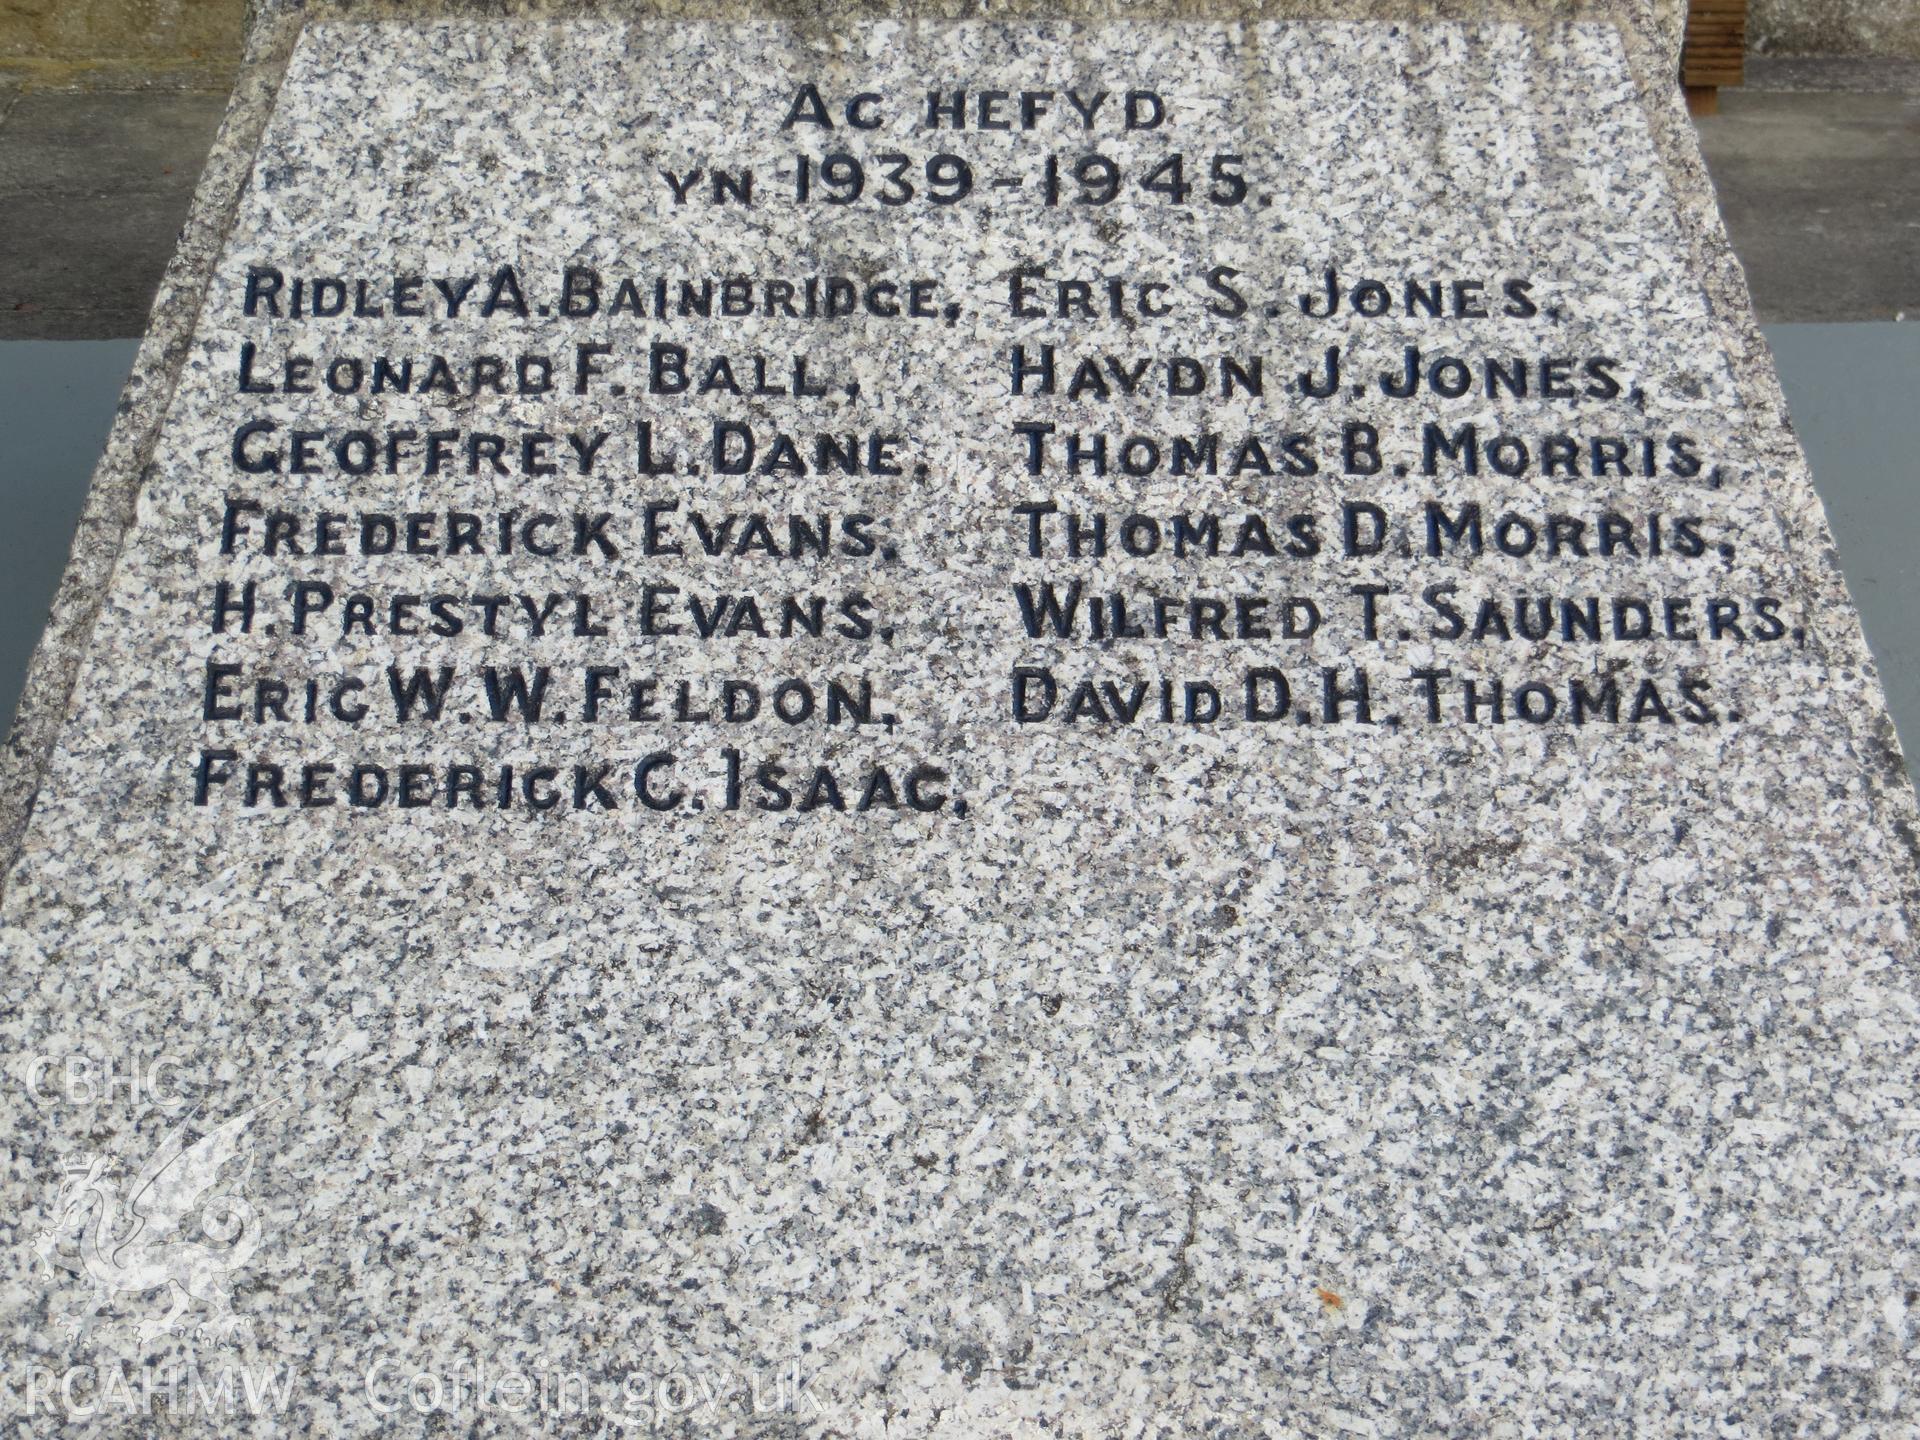 AC HEFYD
YN 1939-1945.
RIDLEY A. BAINBRIDGE,
LEONARD F. BALL,
GEOFFREY L. DANE,
FREDERICK EVANS,
H. PRESTYL EVANS,
ERIC W. W. FELDON,
FREDERICK C. ISAAC,
ERIC S. JONES,
HAYDN J. JONES,
THOMAS B. MORRIS,
THOMAS D. MORRIS,
WILFRED T. SAUNDERS,
DAVID D. H. THOMAS.
CBHC
RCAHMW Coflein.gov.uk